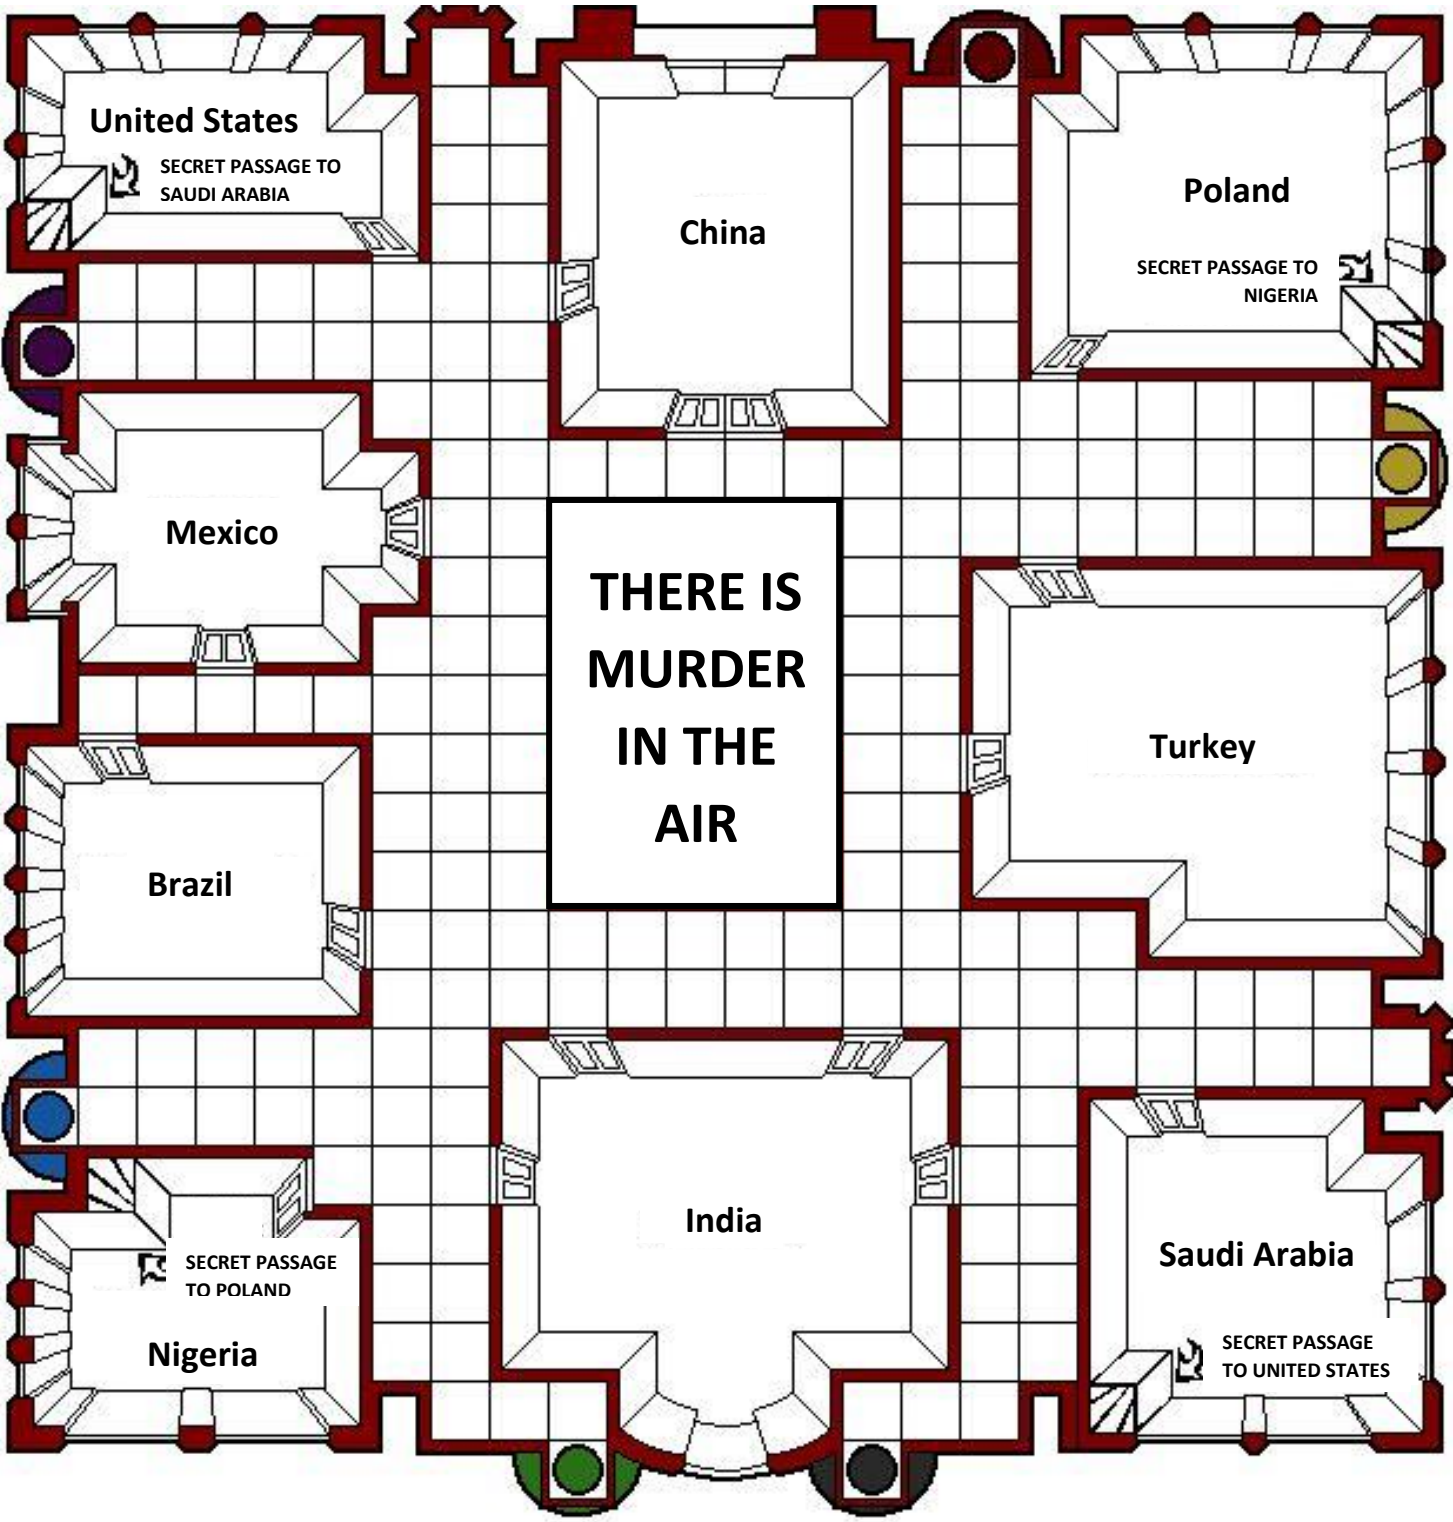 United States
SECRET PASSAGE TO
SAUDI ARABIA
China
Poland
SECRET PASSAGE TO
NIGERIA
Mexico
THERE IS
MURDER
IN THE
AIR
Turkey
Brazil
India
SECRET PASSAGE
TO POLAND
Nigeria
Saudi Arabia
SECRET PASSAGE
TO UNITED STATES